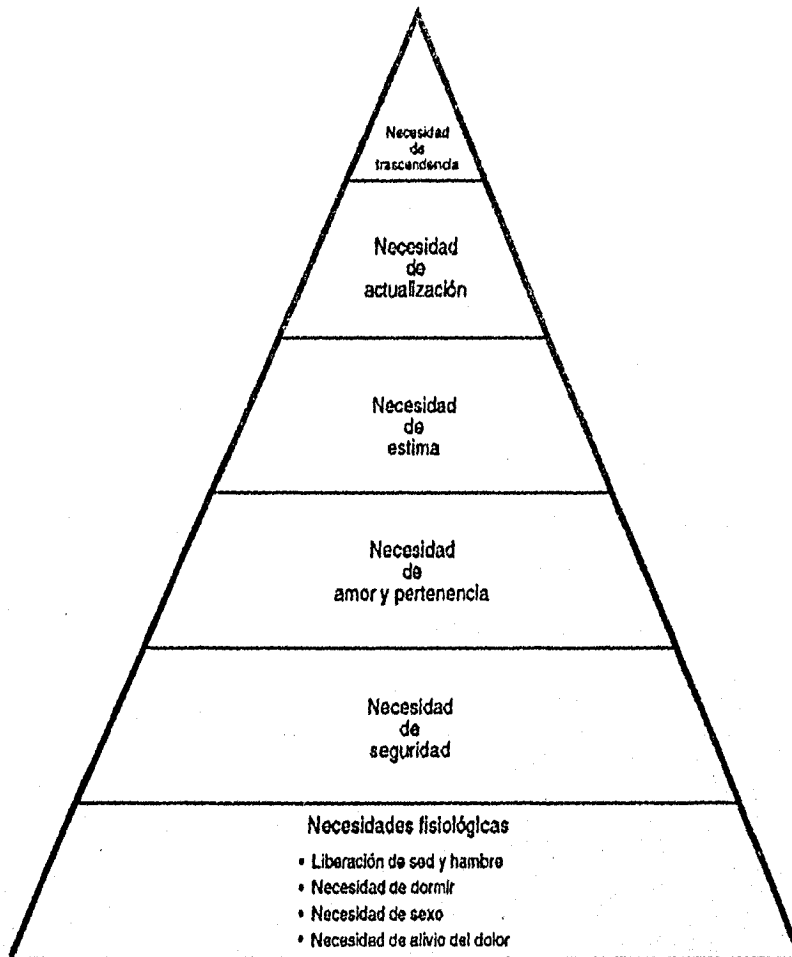 Necesidad
de
trascendencia
Necesidad
de
actualización
Necesidad
de
estima
Necesidad
de
amor y pertenencia
Necesidad
de
seguridad
Necesidades fisiológicas
• Liberación de sed y hambre
• Necesidad de dormir
• Necesidad de sexo
• Necesidad de alivio del dolor